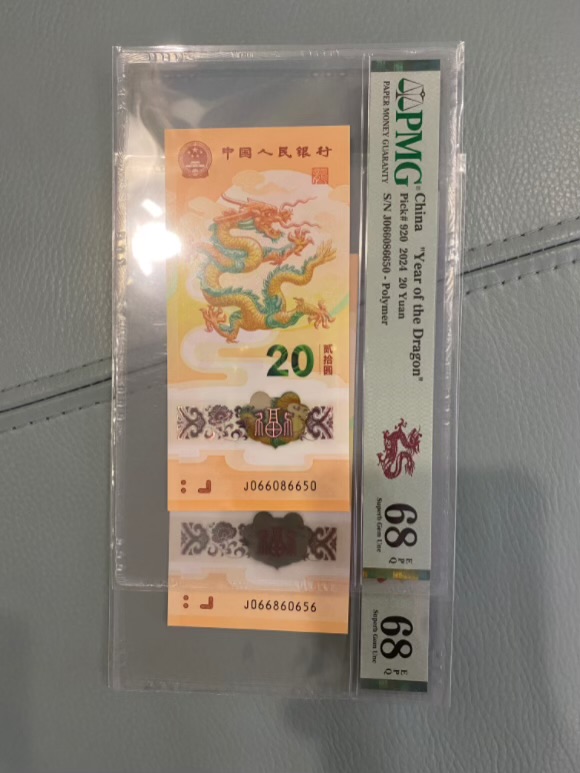 中国人民银行
20
贰拾圆
福
J066086650
J066860656
PMG
PAPER MONEY GUARANTY
China "Year of the Dragon"
Pick# 920 2024 20 Yuan
S/N J066086650 - Polymer
68 EPQ
Superb Gem Unc
68 EPQ
Superb Gem Unc